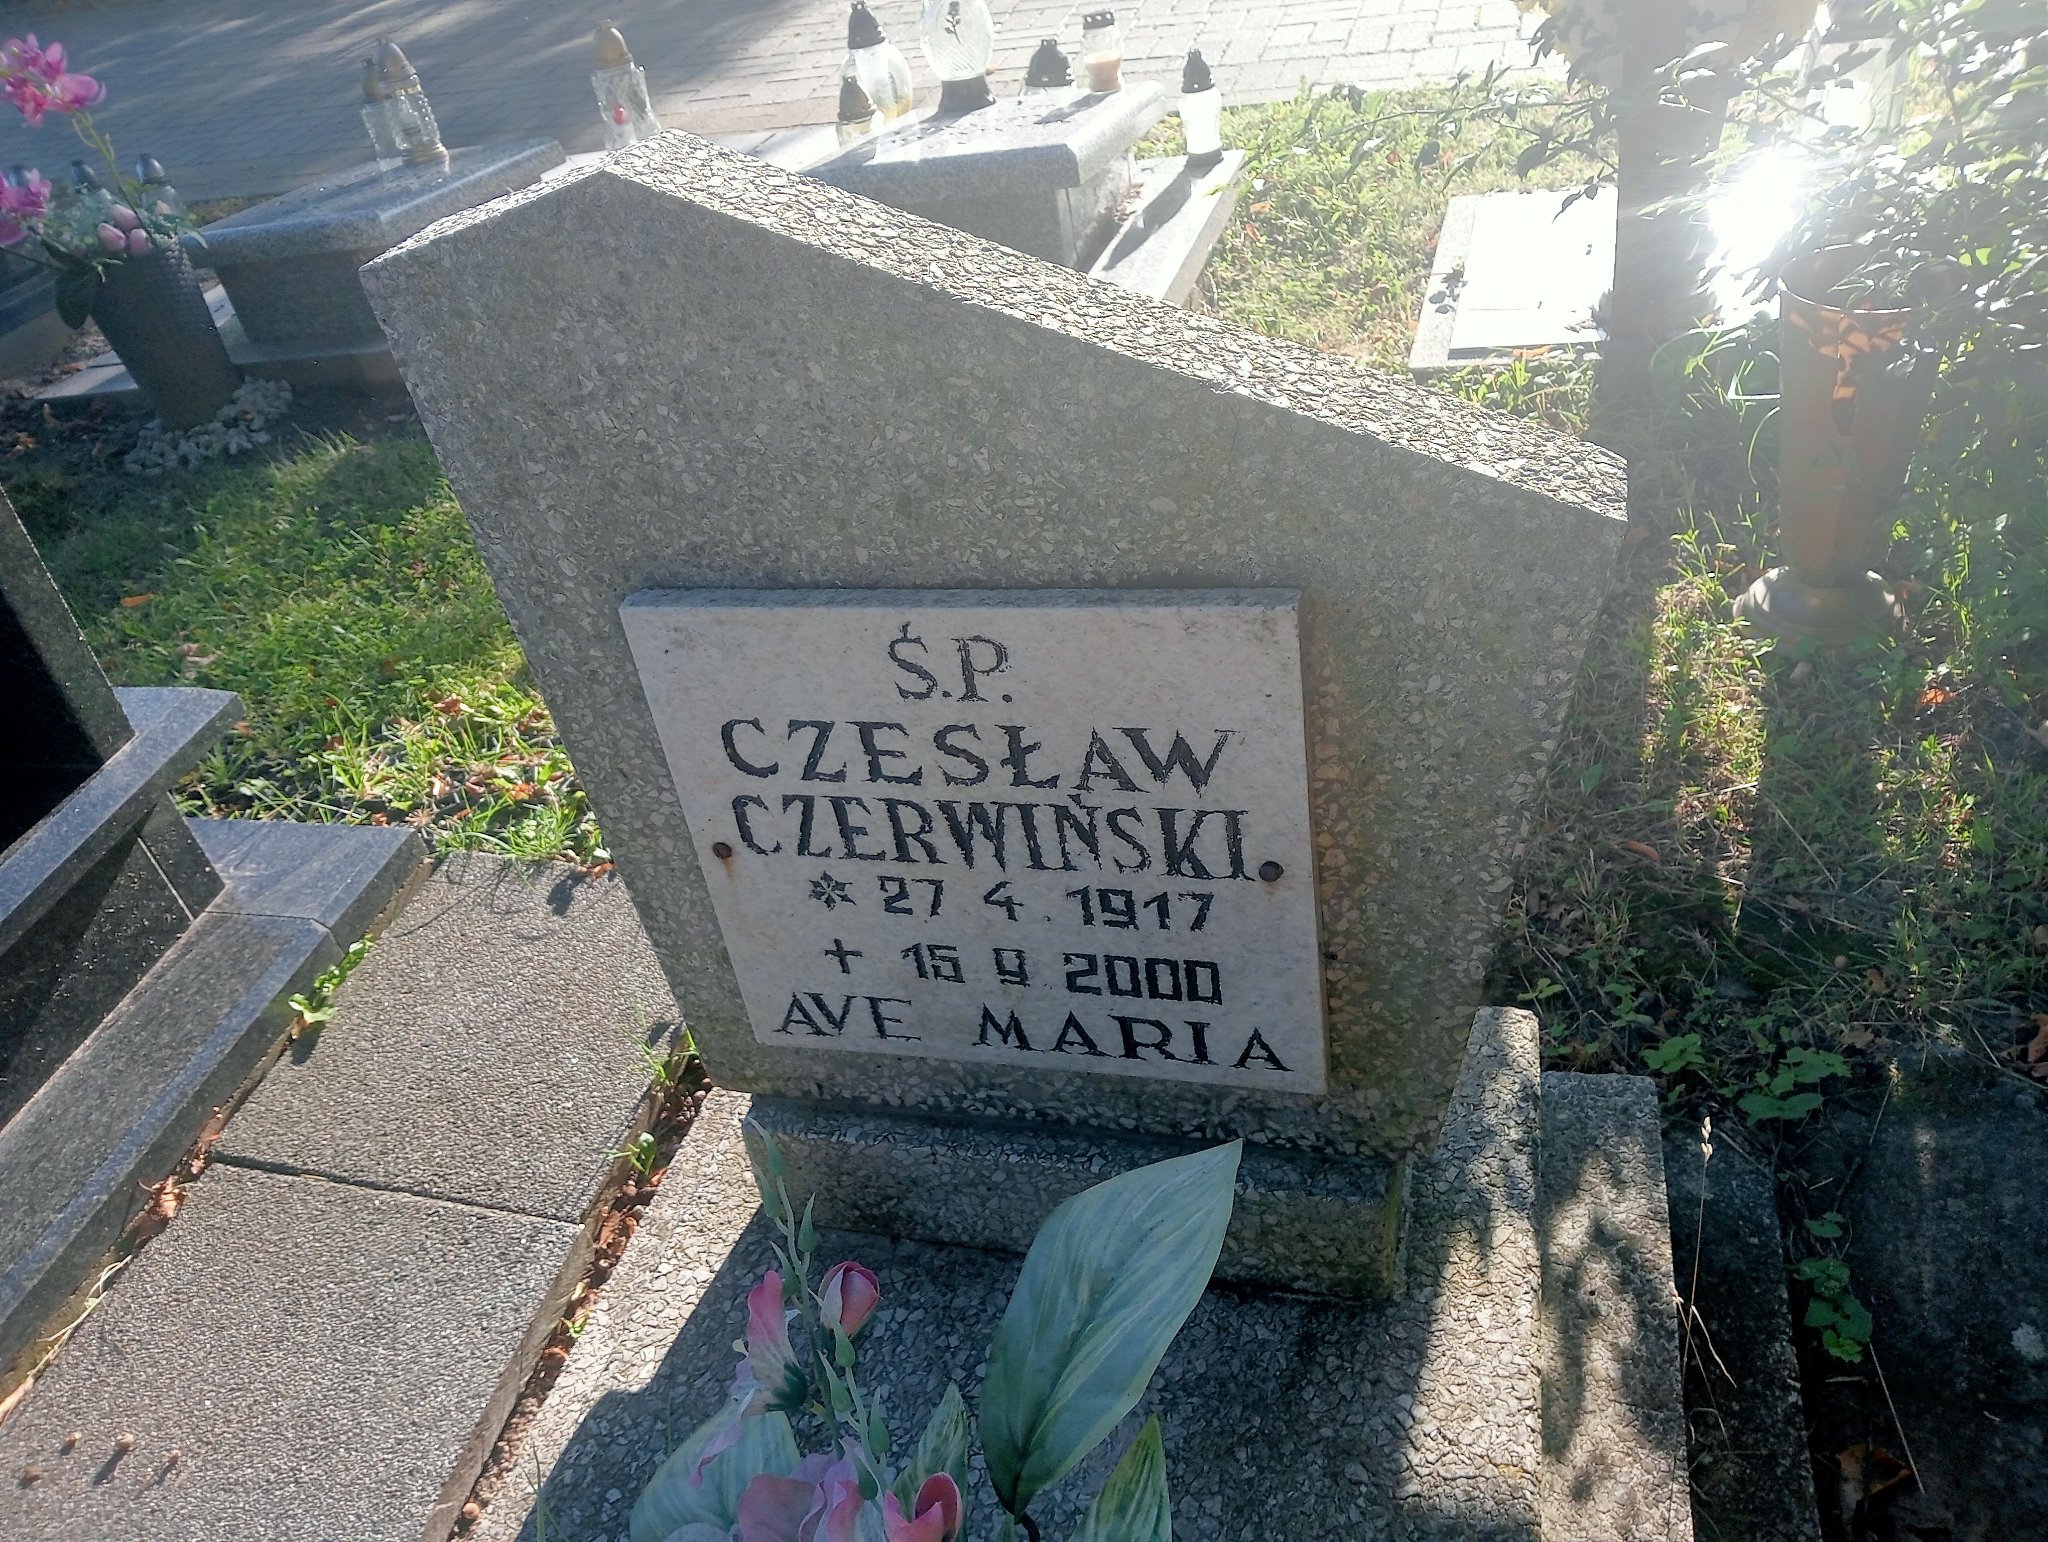 Ś.P.
CZESŁAW
CZERWIŃSKI.
* 27 4 1917
+ 15 9 2000
AVE MARIA